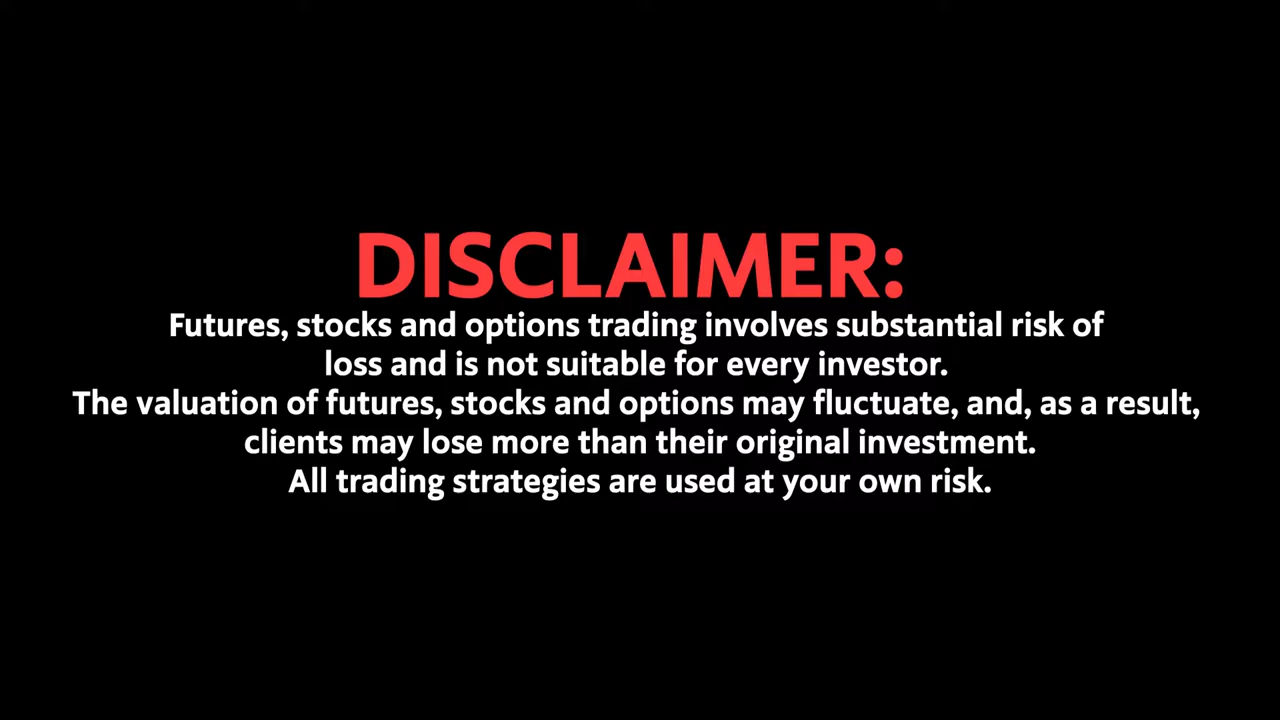 DISCLAIMER:
Futures, stocks and options trading involves substantial risk of
loss and is not suitable for every investor.
The valuation of futures, stocks and options may fluctuate, and, as a result,
clients may lose more than their original investment.
All trading strategies are used at your own risk.